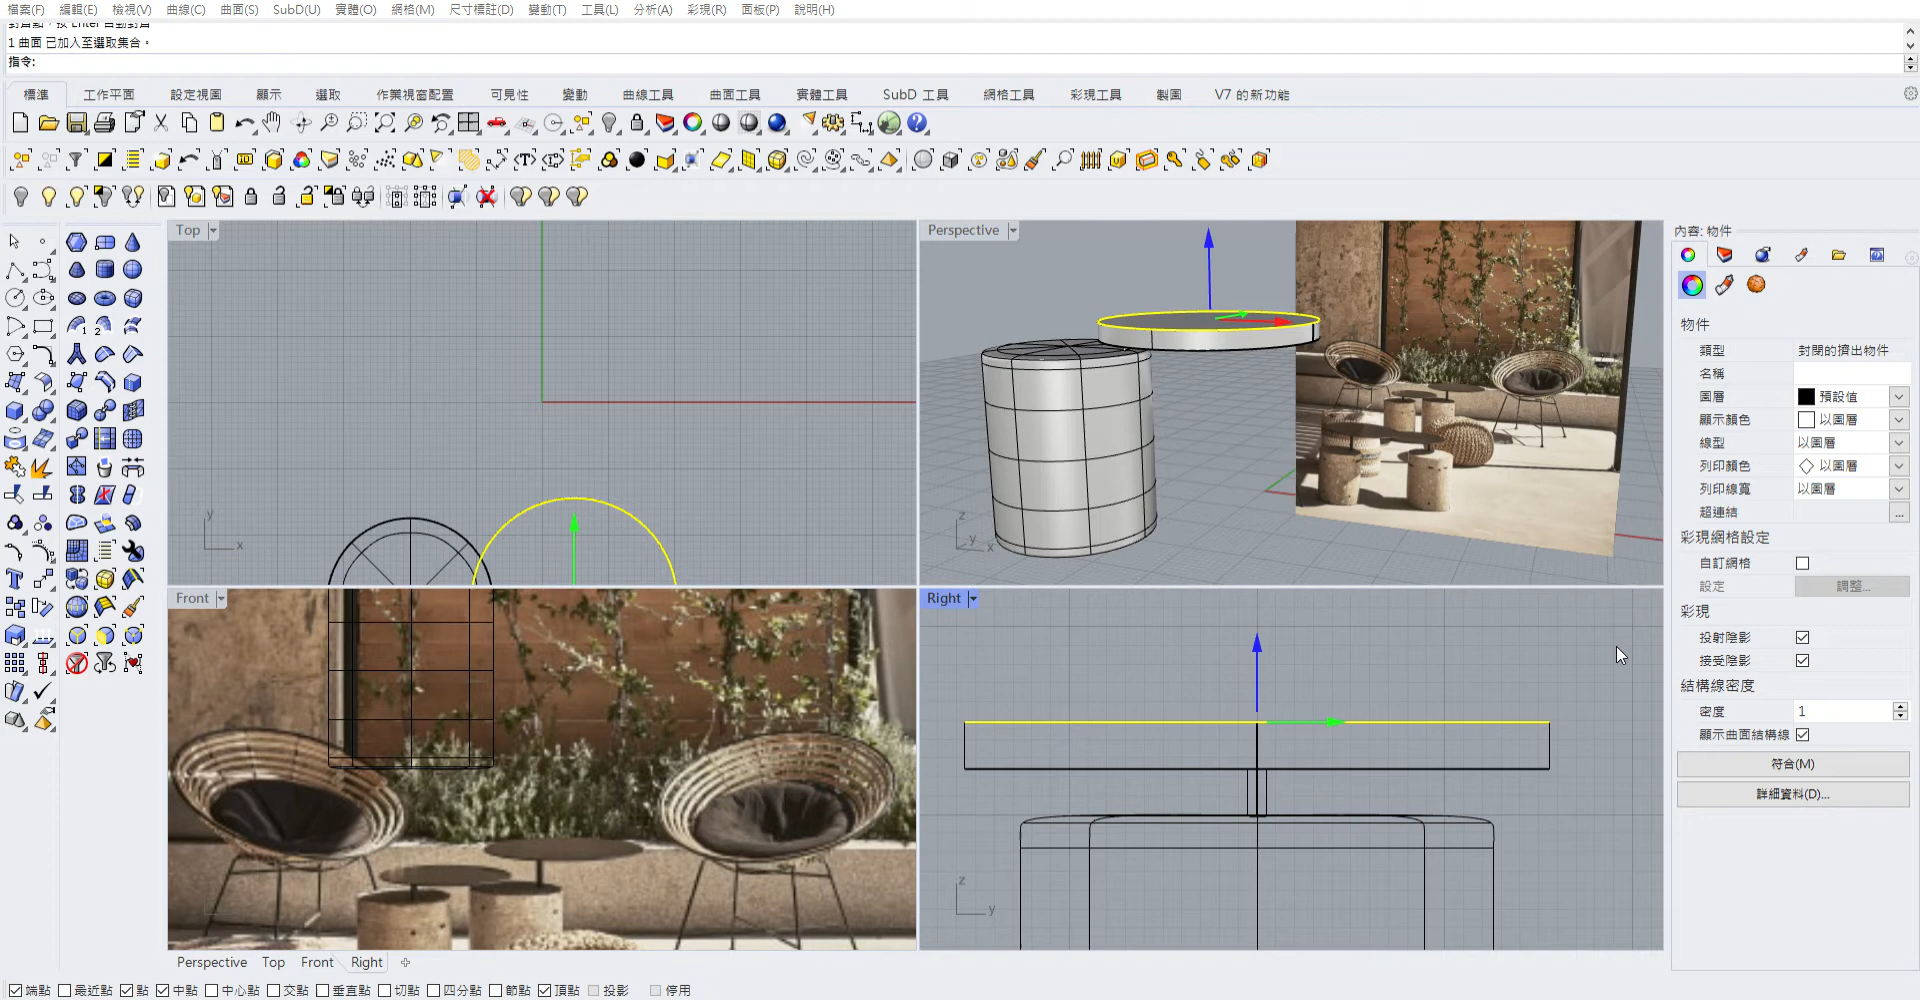 檔案(F) 編輯(E) 檢視(V) 曲線(C) 曲面(S) SubD(U) 實體(O) 網格(M) 尺寸標註(D) 變動(T) 工具(L) 分析(A) 彩現(R) 面板(P) 說明(H)
1 曲面 已加入至選取集合。
指令:
標準 工作平面 設定視圖 顯示 選取 作業視窗配置 可見性 變動 曲線工具 曲面工具 實體工具 SubD 工具 網格工具 彩現工具 製圖 V7 的新功能
Top
y
x
Perspective
z
y
x
Front
Right
z
y
內容: 物件
物件
類型 封閉的擠出物件
名稱
圖層 預設值
顯示顏色 以圖層
線型 以圖層
列印顏色 以圖層
列印線寬 以圖層
超連結 ...
彩現網格設定
自訂網格
設定 調整...
彩現
投射陰影
接受陰影
結構線密度
密度 1
顯示曲面結構線
符合(M)
詳細資料(D)...
Perspective Top Front Right
端點 最近點 點 中點 中心點 交點 垂直點 切點 四分點 節點 頂點 投影 停用